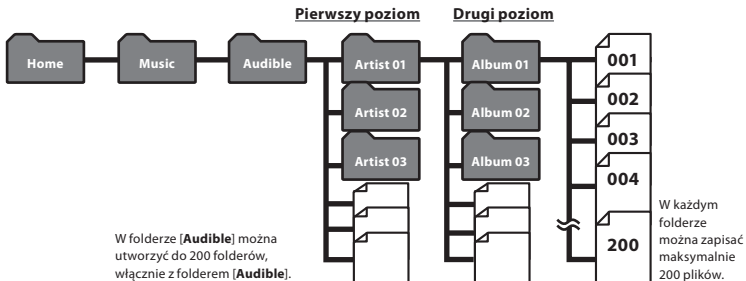 Pierwszy poziom
Drugi poziom
Home
Music
Audible
Artist 01
Album 01
001
Artist 02
Album 02
002
Artist 03
Album 03
003
004
200
W folderze [Audible] można
utworzyć do 200 folderów,
włącznie z folderem [Audible].
W każdym
folderze
można zapisać
maksymalnie
200 plików.